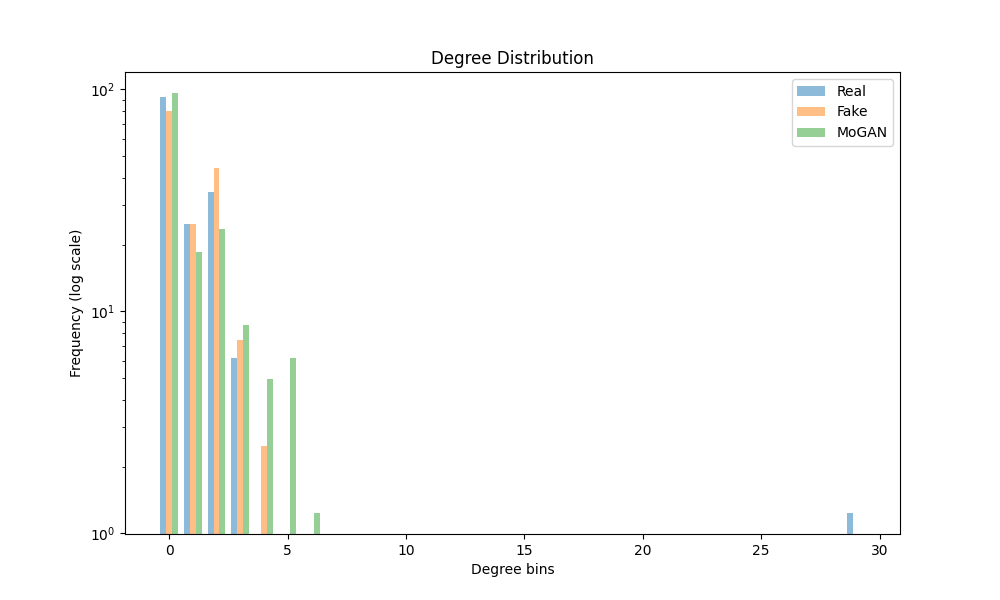 Degree Distribution
Real
Fake
MoGAN
Frequency (log scale)
10²
10¹
10⁰
0 5 10 15 20 25 30
Degree bins